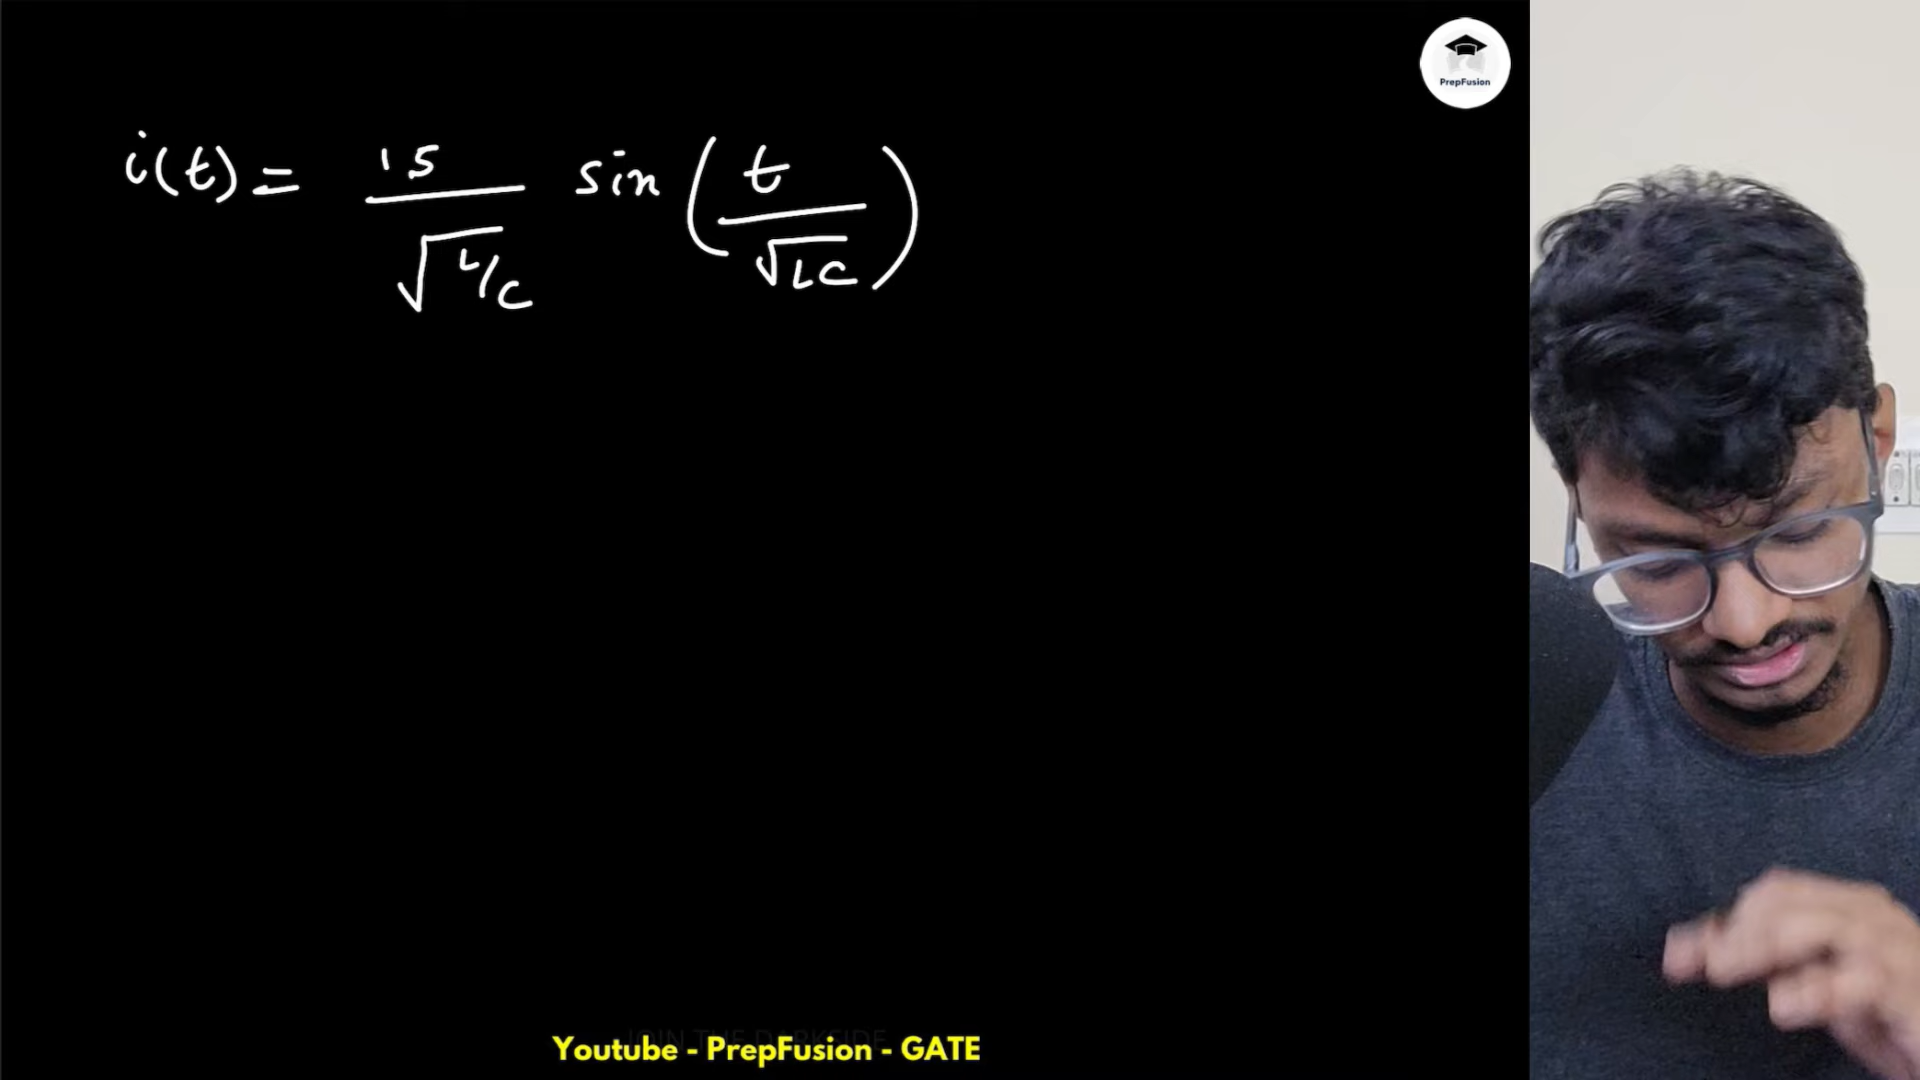 PrepFusion
i(t) = 15 / √(L/C) sin(t / √LC)
Youtube - PrepFusion - GATE